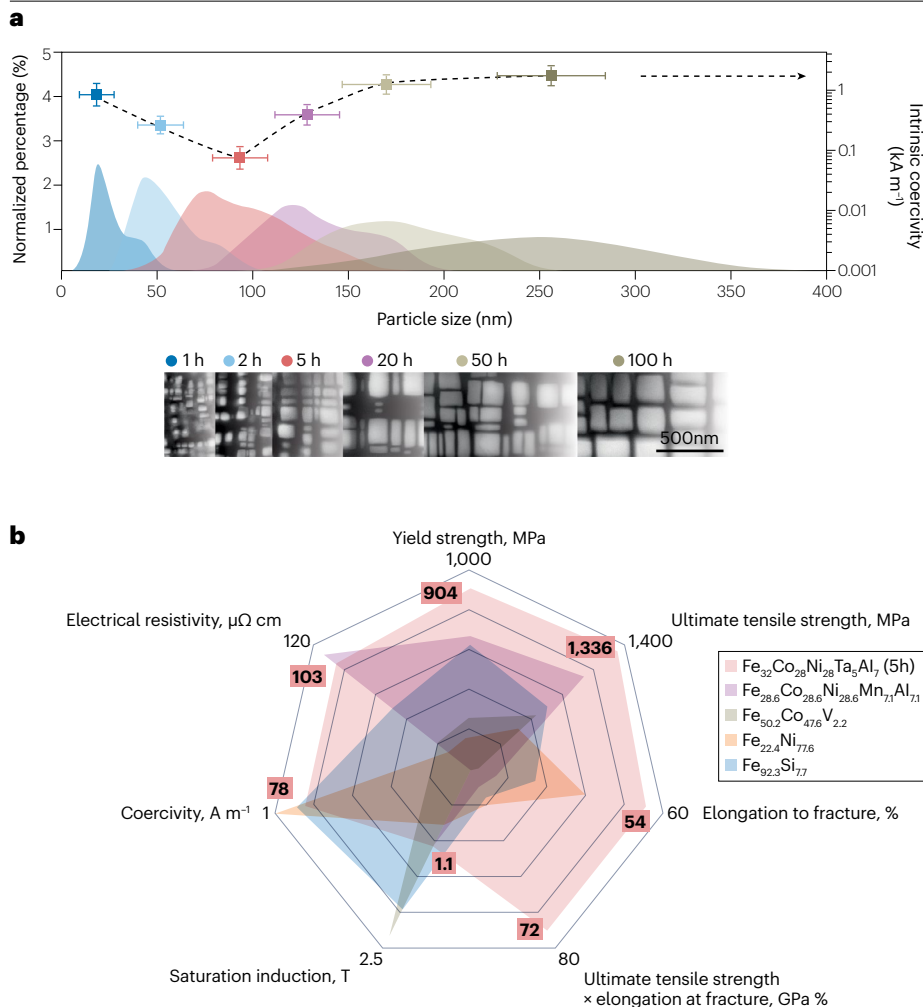 a
Normalized percentage (%)
5
4
3
2
1
Intrinsic coercivity
(kA m⁻¹)
1
0.1
0.01
0.001
0 50 100 150 200 250 300 350 400
Particle size (nm)
1 h 2 h 5 h 20 h 50 h 100 h
500nm
b
Yield strength, MPa
1,000
904
Electrical resistivity, µΩ cm
120
103
Ultimate tensile strength, MPa
1,400
1,336
Fe₃₂Co₂₈Ni₂₈Ta₅Al₇ (5h)
Fe₂₈.₆Co₂₈.₆Ni₂₈.₆Mn₇.₁Al₇.₁
Fe₅₀.₂Co₄₇.₆V₂.₂
Fe₂₂.₄Ni₇₇.₆
Fe₉₂.₃Si₇.₇
78
Coercivity, A m⁻¹ 1
60 Elongation to fracture, %
54
1.1
72
2.5
Saturation induction, T
80
Ultimate tensile strength
× elongation at fracture, GPa %